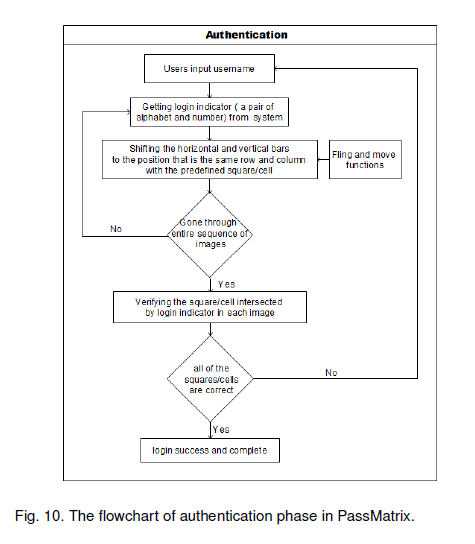 Authentication
Users input username
Getting login indicator ( a pair of
alphabet and number) from system
Shifting the horizontal and vertical bars
to the position that is the same row and column
with the predefined square/cell
Fling and move
functions
Gone through
entire sequence of
images
No
Yes
Verifying the square/cell intersected
by login indicator in each image
all of the
squares/cells
are correct
No
Yes
login success and complete
Fig. 10. The flowchart of authentication phase in PassMatrix.